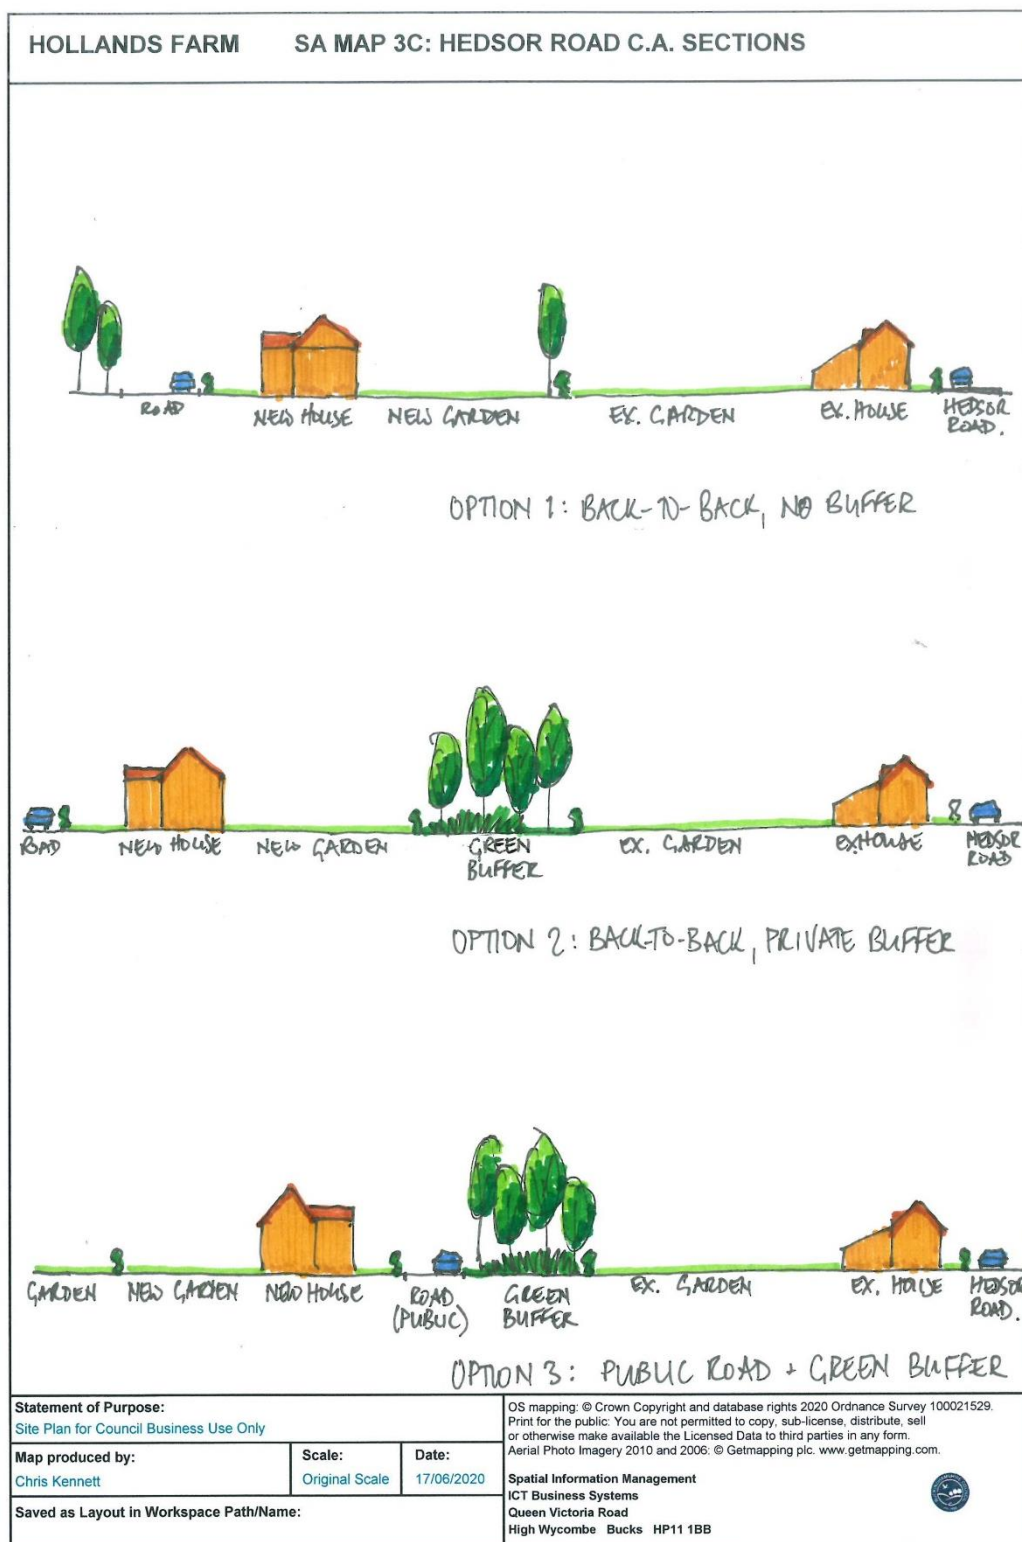 HOLLANDS FARM SA MAP 3C: HEDSOR ROAD C.A. SECTIONS
ROAD NEW HOUSE NEW GARDEN EX. GARDEN EX. HOUSE HEDSOR
ROAD.
OPTION 1: BACK-TO-BACK, NO BUFFER
ROAD NEW HOUSE NEW GARDEN GREEN EX. GARDEN EX.HOUSE HEDSOR
BUFFER ROAD
OPTION 2: BACK-TO-BACK, PRIVATE BUFFER
GARDEN NEW GARDEN NEW HOUSE ROAD GREEN EX. GARDEN EX. HOUSE HEDSOR
(PUBLIC) BUFFER ROAD.
OPTION 3: PUBLIC ROAD + GREEN BUFFER
Statement of Purpose:
Site Plan for Council Business Use Only
Map produced by:
Chris Kennett
Scale:
Original Scale
Date:
17/06/2020
Saved as Layout in Workspace Path/Name:
OS mapping: © Crown Copyright and database rights 2020 Ordnance Survey 100021529.
Print for the public: You are not permitted to copy, sub-license, distribute, sell
or otherwise make available the Licensed Data to third parties in any form.
Aerial Photo Imagery 2010 and 2006: © Getmapping plc. www.getmapping.com.
Spatial Information Management
ICT Business Systems
Queen Victoria Road
High Wycombe Bucks HP11 1BB